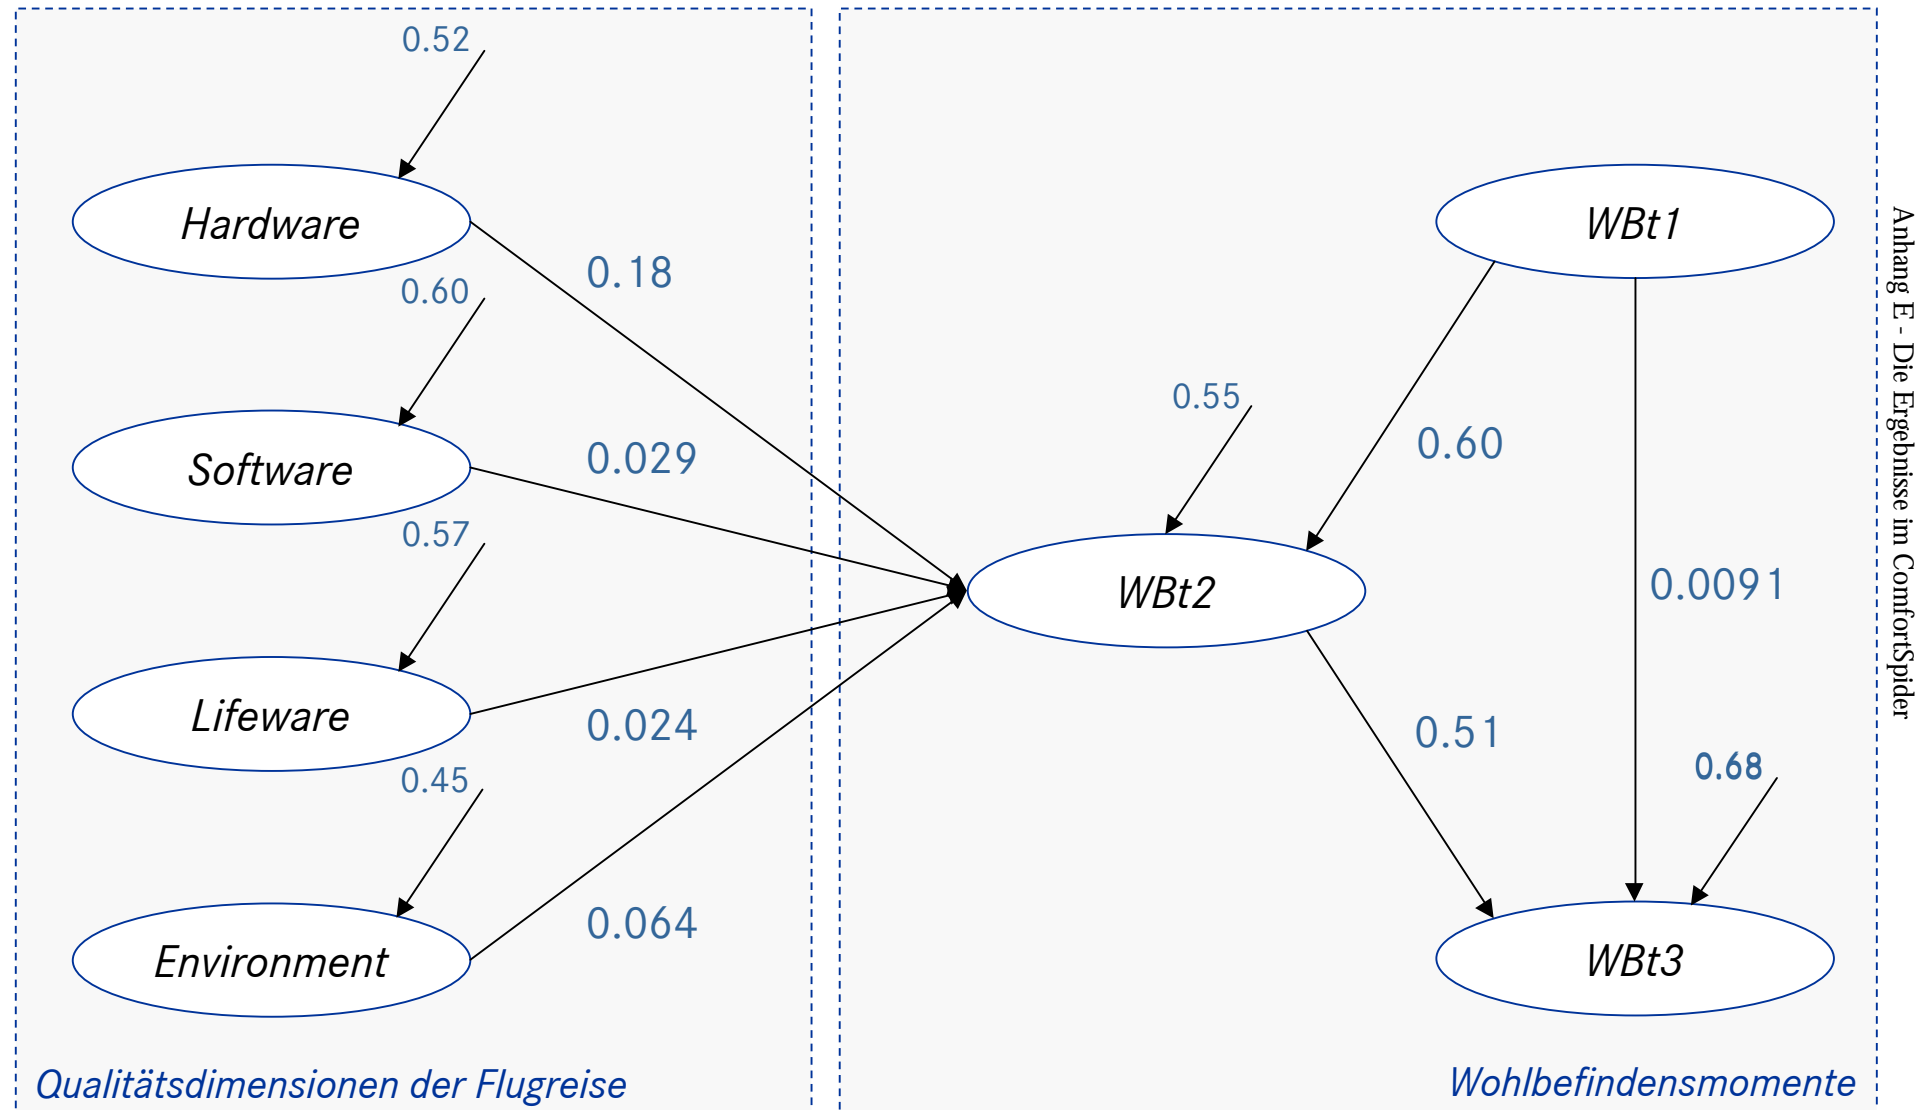 0.52
Hardware
0.18
0.60
Software
0.029
0.57
Lifeware
0.024
0.45
Environment
0.064
Qualitätsdimensionen der Flugreise
WBt1
0.55
0.60
WBt2
0.0091
0.51
0.68
WBt3
Wohlbefindensmomente
Anhang E - Die Ergebnisse im ComfortSpider